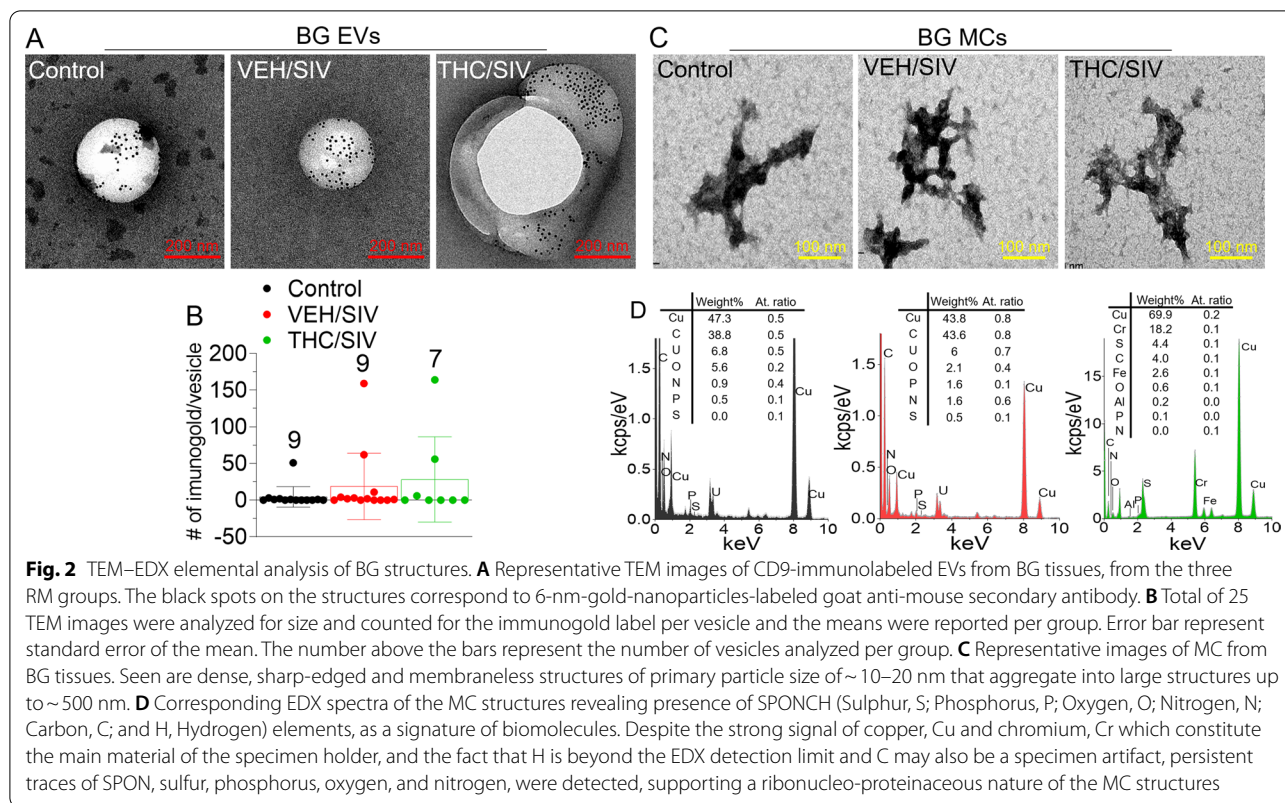 A
BG EVs
Control
VEH/SIV
THC/SIV
200 nm
200 nm
200 nm
C
BG MCs
Control
VEH/SIV
THC/SIV
100 nm
100 nm
100 nm
B
Control
VEH/SIV
THC/SIV
# of imunogold/vesicle
200
150
100
50
0
-50
9
9
7
D
Weight% At. ratio
Cu 47.3 0.5
C 38.8 0.5
U 6.8 0.5
O 5.6 0.2
N 0.9 0.4
P 0.5 0.1
S 0.0 0.1
kcps/eV
1.5
1.0
0.5
0.0
C
N
O
Cu
P
S
U
Cu
Cu
0 2 4 6 8 10
keV
Weight% At. ratio
Cu 43.8 0.8
C 43.6 0.8
U 6 0.7
O 2.1 0.4
P 1.6 0.1
N 1.6 0.6
S 0.5 0.1
kcps/eV
1.5
1.0
0.5
0.0
C
N
O
Cu
P
S
U
Cu
Cu
0 2 4 6 8 10
keV
Weight% At. ratio
Cu 69.9 0.2
Cr 18.2 0.1
S 4.4 0.1
C 4.0 0.1
Fe 2.6 0.1
O 0.6 0.1
Al 0.2 0.0
P 0.1 0.0
N 0.0 0.1
kcps/eV
15
10
5
0
C
N
O
Al
P
S
Cr
Fe
Cu
Cu
0 2 4 6 8 10
keV
Fig. 2 TEM–EDX elemental analysis of BG structures. A Representative TEM images of CD9-immunolabeled EVs from BG tissues, from the three
RM groups. The black spots on the structures correspond to 6-nm-gold-nanoparticles-labeled goat anti-mouse secondary antibody. B Total of 25
TEM images were analyzed for size and counted for the immunogold label per vesicle and the means were reported per group. Error bar represent
standard error of the mean. The number above the bars represent the number of vesicles analyzed per group. C Representative images of MC from
BG tissues. Seen are dense, sharp-edged and membraneless structures of primary particle size of ~ 10–20 nm that aggregate into large structures up
to ~ 500 nm. D Corresponding EDX spectra of the MC structures revealing presence of SPONCH (Sulphur, S; Phosphorus, P; Oxygen, O; Nitrogen, N;
Carbon, C; and H, Hydrogen) elements, as a signature of biomolecules. Despite the strong signal of copper, Cu and chromium, Cr which constitute
the main material of the specimen holder, and the fact that H is beyond the EDX detection limit and C may also be a specimen artifact, persistent
traces of SPON, sulfur, phosphorus, oxygen, and nitrogen, were detected, supporting a ribonucleo-proteinaceous nature of the MC structures